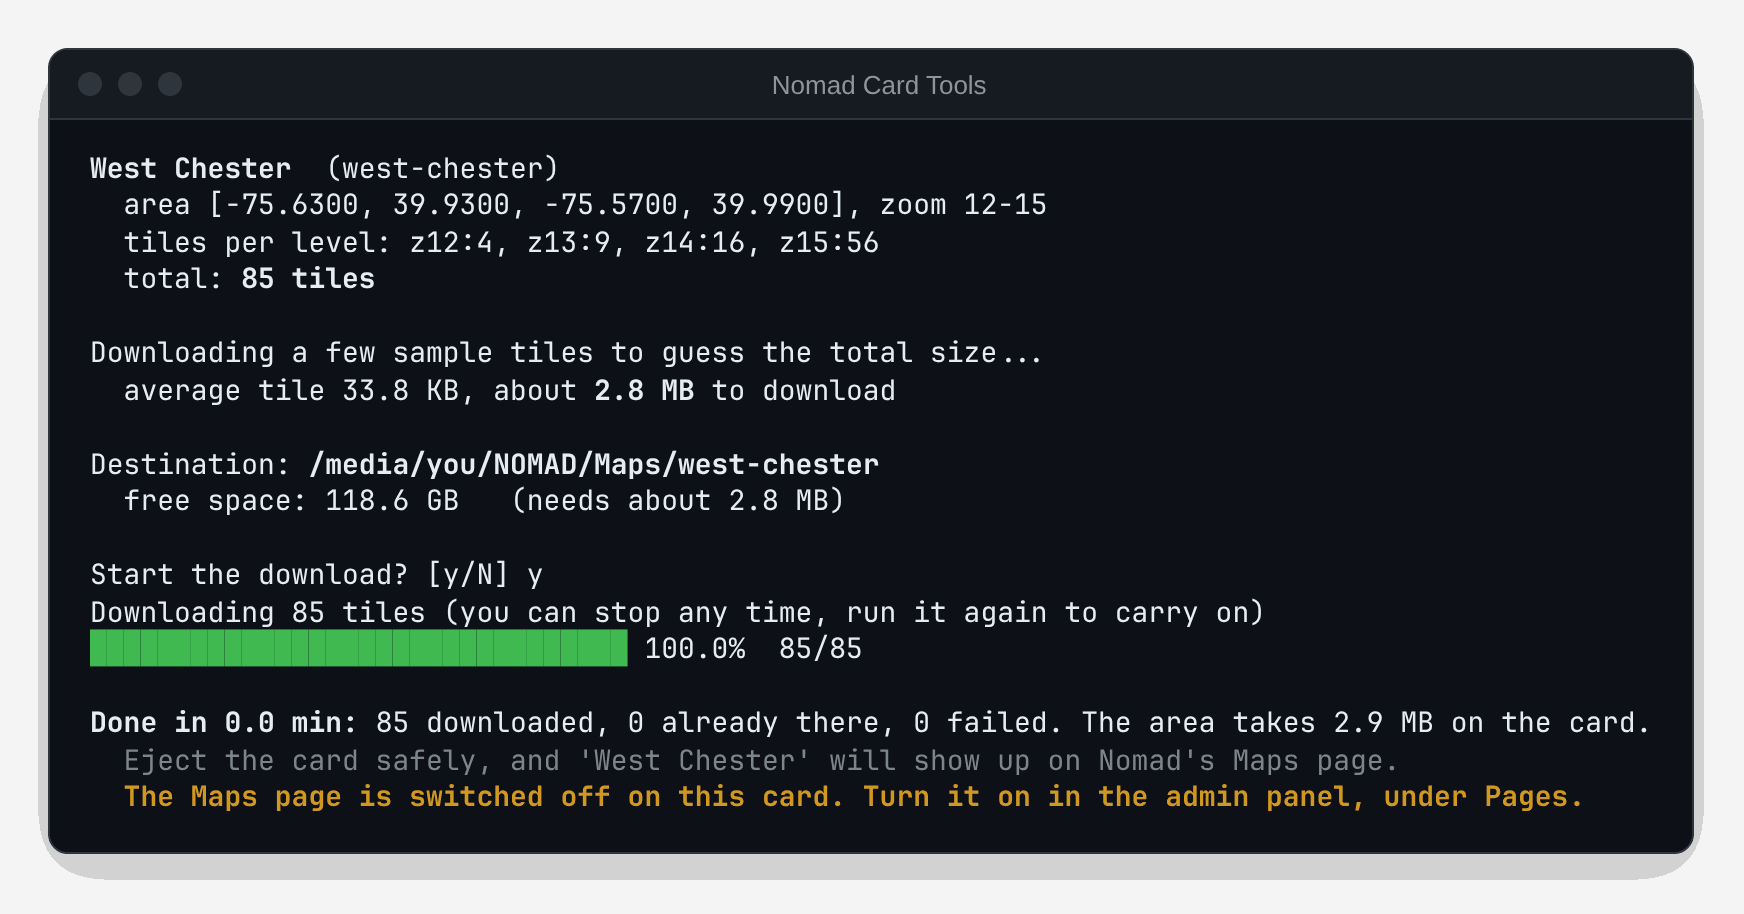 Nomad Card Tools
West Chester  (west-chester)
  area [-75.6300, 39.9300, -75.5700, 39.9900], zoom 12-15
  tiles per level: z12:4, z13:9, z14:16, z15:56
  total: 85 tiles
Downloading a few sample tiles to guess the total size...
  average tile 33.8 KB, about 2.8 MB to download
Destination: /media/you/NOMAD/Maps/west-chester
  free space: 118.6 GB   (needs about 2.8 MB)
Start the download? [y/N] y
Downloading 85 tiles (you can stop any time, run it again to carry on)
100.0%  85/85
Done in 0.0 min: 85 downloaded, 0 already there, 0 failed. The area takes 2.9 MB on the card.
  Eject the card safely, and 'West Chester' will show up on Nomad's Maps page.
  The Maps page is switched off on this card. Turn it on in the admin panel, under Pages.